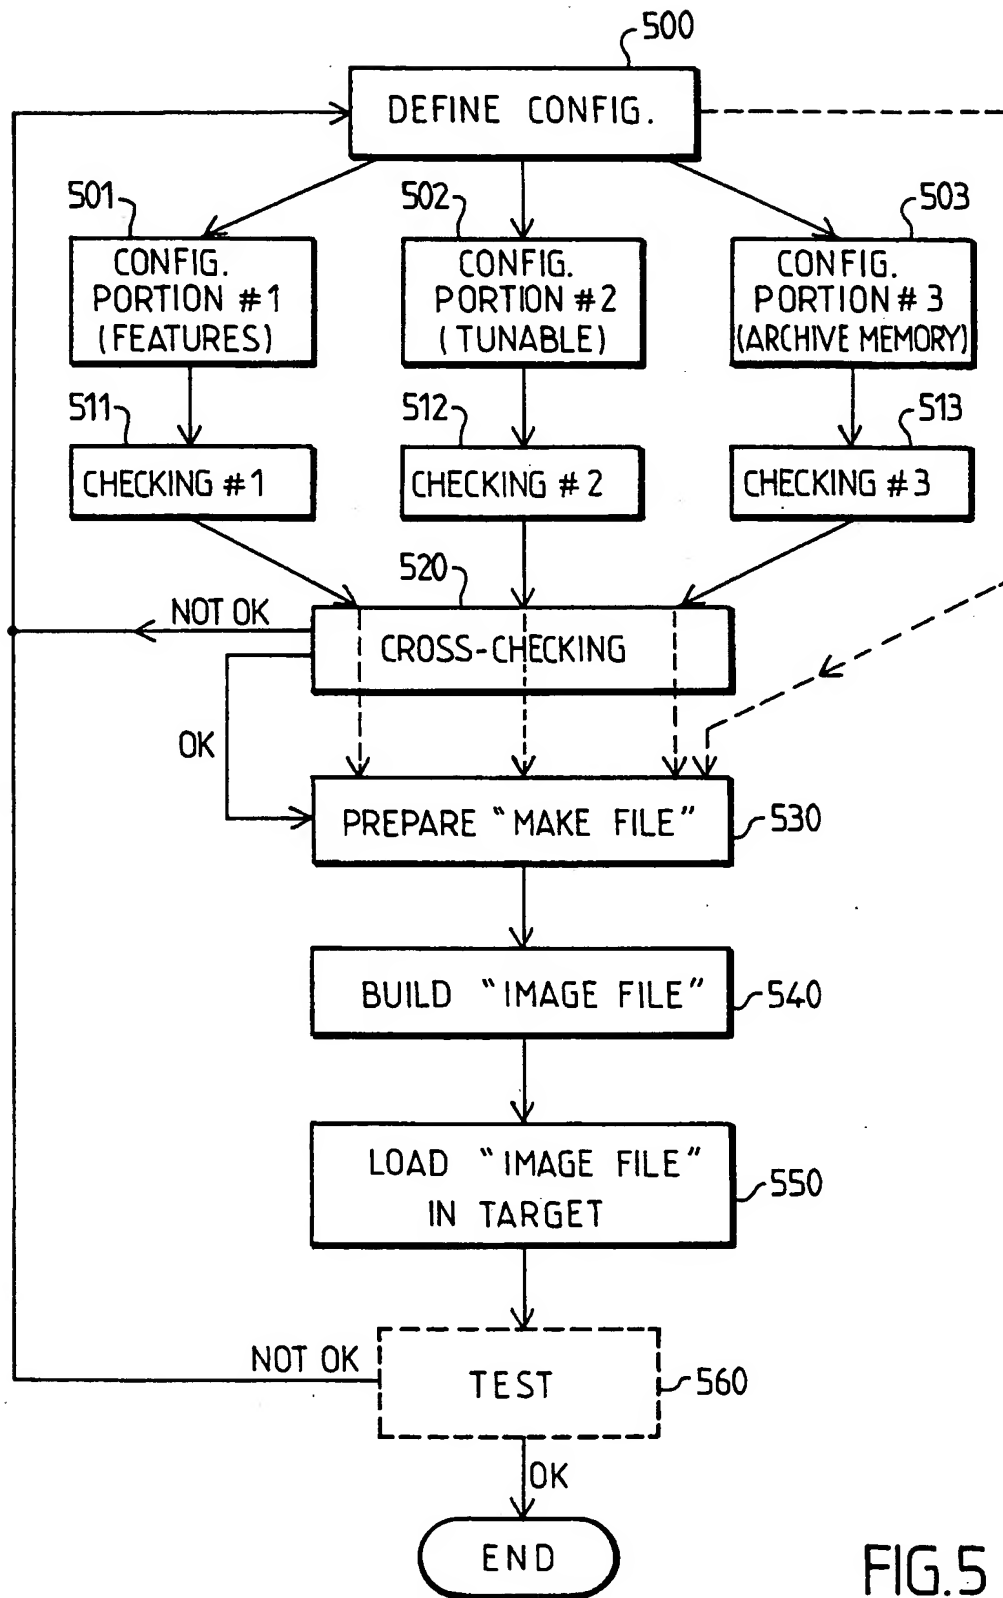 500
DEFINE CONFIG.
501
502
503
CONFIG.
PORTION #1
(FEATURES)
CONFIG.
PORTION #2
(TUNABLE)
CONFIG.
PORTION #3
(ARCHIVE MEMORY)
511
512
513
CHECKING #1
CHECKING #2
CHECKING #3
520
NOT OK
CROSS-CHECKING
OK
PREPARE "MAKE FILE"
530
BUILD "IMAGE FILE"
540
LOAD "IMAGE FILE"
IN TARGET
550
NOT OK
TEST
560
OK
END
FIG.5